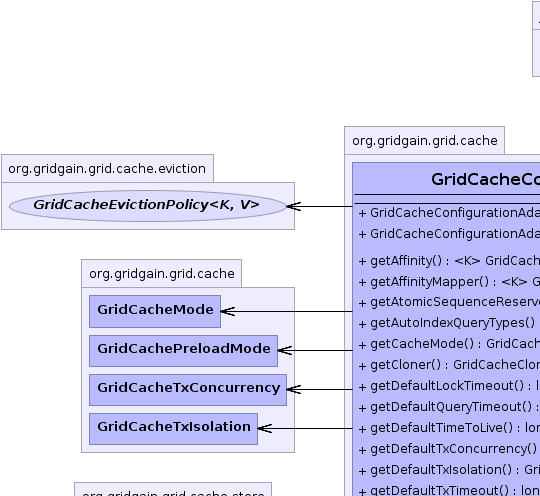 org.gridgain.grid.cache.eviction
GridCacheEvictionPolicy<K, V>
org.gridgain.grid.cache
GridCacheMode
GridCachePreloadMode
GridCacheTxConcurrency
GridCacheTxIsolation
org.gridgain.grid.cache.store
org.gridgain.grid.cache
GridCacheCo
+ GridCacheConfigurationAda
+ GridCacheConfigurationAda
+ getAffinity() : <K> GridCach
+ getAffinityMapper() : <K> G
+ getAtomicSequenceReserve
+ getAutoIndexQueryTypes()
+ getCacheMode() : GridCach
+ getCloner() : GridCacheClon
+ getDefaultLockTimeout() : l
+ getDefaultQueryTimeout() :
+ getDefaultTimeToLive() : lon
+ getDefaultTxConcurrency()
+ getDefaultTxIsolation() : Gri
+ getDefaultTxTimeout() : long